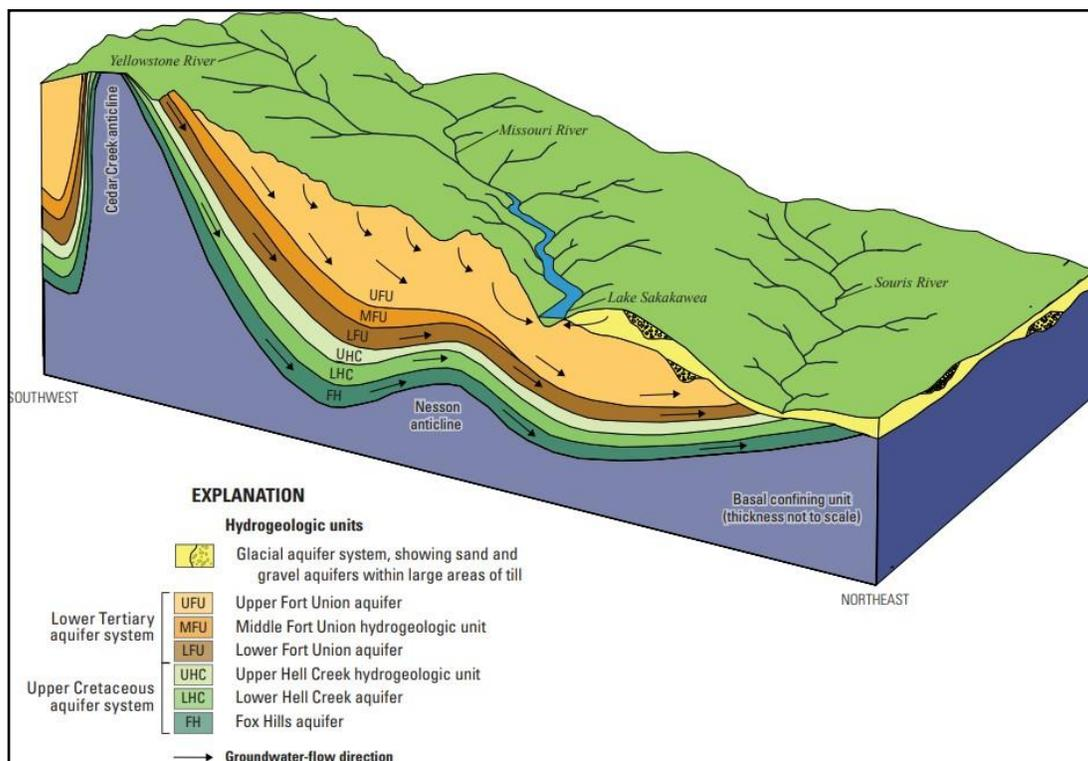 Yellowstone River
Cedar Creek anticline
Missouri River
Souris River
Lake Sakakawea
UFU
MFU
LFU
UHC
LHC
FH
Nesson
anticline
SOUTHWEST
Basal confining unit
(thickness not to scale)
NORTHEAST
EXPLANATION
Hydrogeologic units
Glacial aquifer system, showing sand and
gravel aquifers within large areas of till
Lower Tertiary
aquifer system
UFU Upper Fort Union aquifer
MFU Middle Fort Union hydrogeologic unit
LFU Lower Fort Union aquifer
Upper Cretaceous
aquifer system
UHC Upper Hell Creek hydrogeologic unit
LHC Lower Hell Creek aquifer
FH Fox Hills aquifer
Groundwater-flow direction